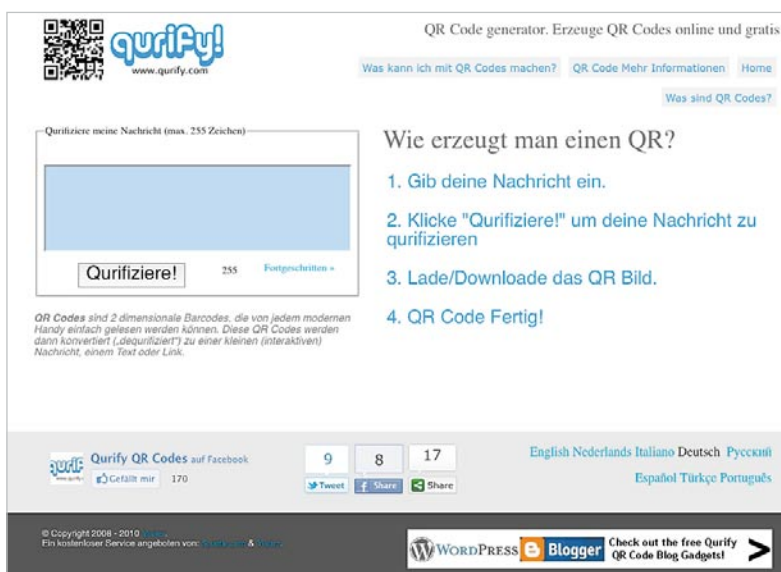 qurify!
www.qurify.com
QR Code generator. Erzeuge QR Codes online und gratis
Was kann ich mit QR Codes machen? QR Code Mehr Informationen Home
Was sind QR Codes?
Qurifiziere meine Nachricht (max. 255 Zeichen)
Qurifiziere! 255 Fortgeschritten »
QR Codes sind 2 dimensionale Barcodes, die von jedem modernen
Handy einfach gelesen werden können. Diese QR Codes werden
dann konvertiert („dequrifiziert") zu einer kleinen (interaktiven)
Nachricht, einem Text oder Link.
Wie erzeugt man einen QR?
1. Gib deine Nachricht ein.
2. Klicke "Qurifiziere!" um deine Nachricht zu
qurifizieren
3. Lade/Downloade das QR Bild.
4. QR Code Fertig!
Qurify QR Codes auf Facebook
Gefällt mir 170
9 8 17
Tweet Share Share
English Nederlands Italiano Deutsch Русский
Español Türkçe Português
© Copyright 2006 - 2010
Ein kostenloser Service angeboten von: &
WORDPRESS Blogger Check out the free Qurify
QR Code Blog Gadgets! >